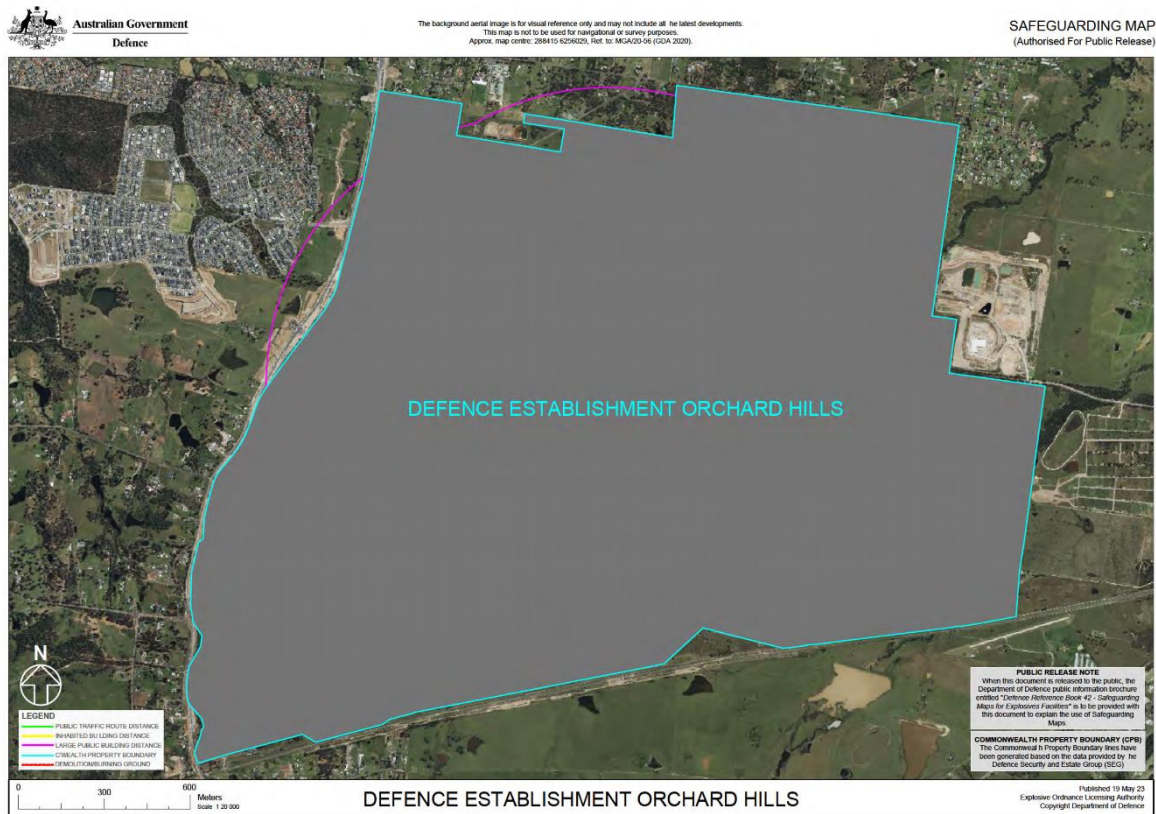 Australian Government
Defence
The background aerial image is for visual reference only and may not include all he latest developments.
This map is not to be used for navigational or survey purposes.
Approx. map centre: 288415 6256029, Ref. to: MGA20-56 (GDA 2020).
SAFEGUARDING MAP
(Authorised For Public Release)
DEFENCE ESTABLISHMENT ORCHARD HILLS
N
LEGEND
PUBLIC TRAFFIC ROUTE DISTANCE
INHABITED BU LDING DISTANCE
LARGE PUBLIC BUILDING DISTANCE
C'WEALTH PROPERTY BOUNDARY
DEMOLITION/BURNING GROUND
PUBLIC RELEASE NOTE
When this document is released to the public, the
Department of Defence public information brochure
entitled "Defence Reference Book 42 - Safeguarding
Maps for Explosives Facilities" is to be provided with
this document to explain the use of Safeguarding
Maps.
COMMONWEALTH PROPERTY BOUNDARY (CPB)
The Commonweal h Property Boundary lines have
been generated based on the data provided by he
Defence Security and Estate Group (SEG)
0 300 600
Meters
Scale 1 20 000
DEFENCE ESTABLISHMENT ORCHARD HILLS
Published 19 May 23
Explosive Ordnance Licensing Authority
Copyright Department of Defence